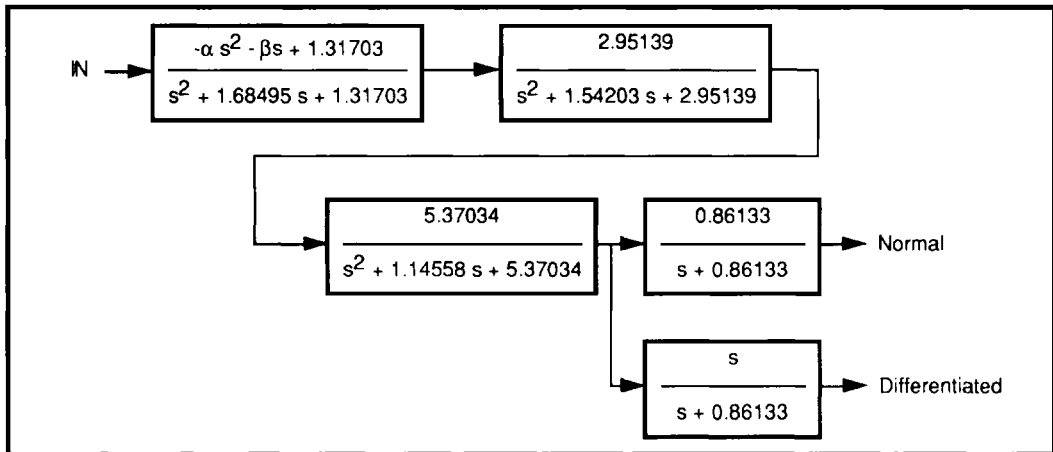 IN
-α s² - βs + 1.31703
s² + 1.68495 s + 1.31703
2.95139
s² + 1.54203 s + 2.95139
5.37034
s² + 1.14558 s + 5.37034
0.86133
s + 0.86133
Normal
s
s + 0.86133
Differentiated